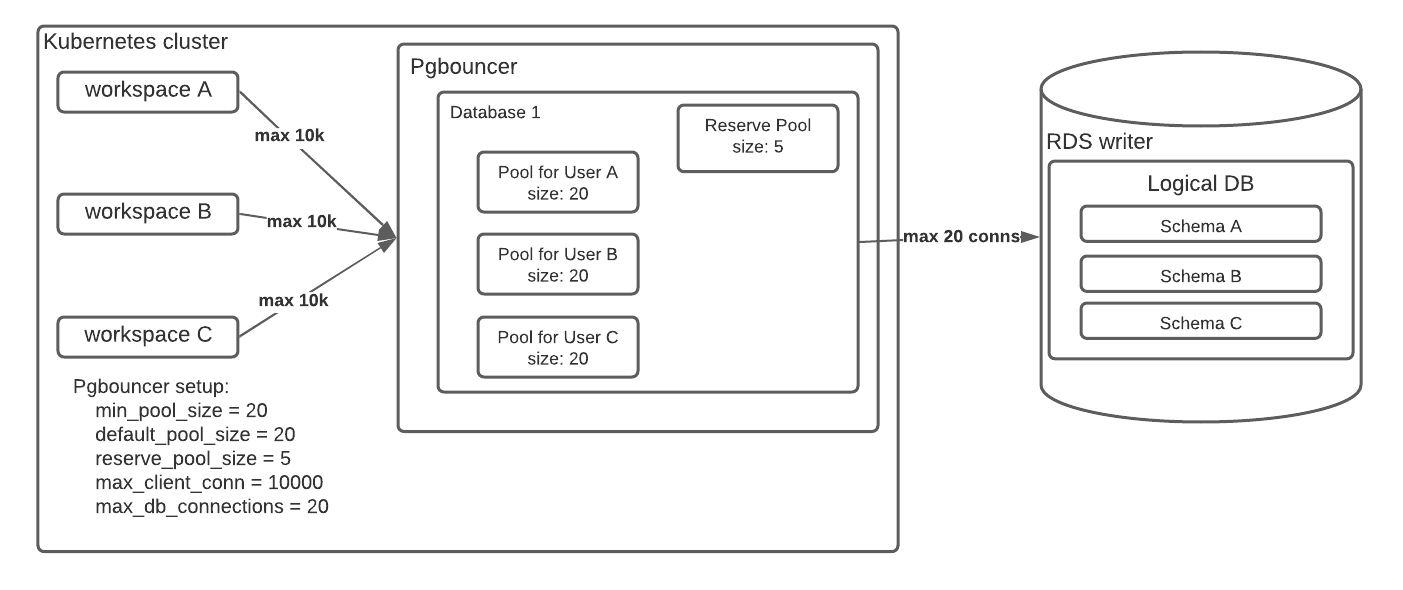 Kubernetes cluster
workspace A
max 10k
workspace B
max 10k
max 10k
workspace C
Pgbouncer setup:
min_pool_size = 20
default_pool_size = 20
reserve_pool_size = 5
max_client_conn = 10000
max_db_connections = 20
Pgbouncer
Database 1
Reserve Pool
size: 5
Pool for User A
size: 20
Pool for User B
size: 20
Pool for User C
size: 20
max 20 conns
RDS writer
Logical DB
Schema A
Schema B
Schema C